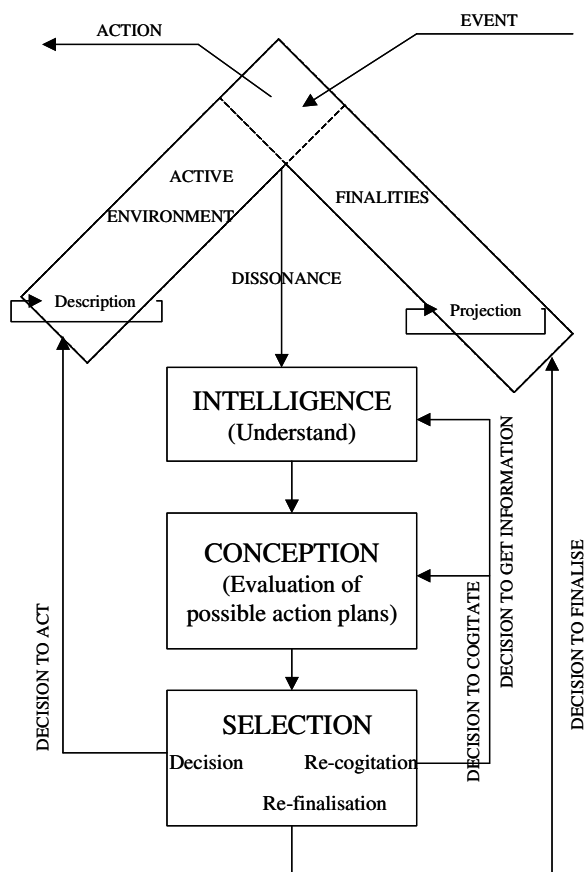 ACTION
EVENT
ACTIVE
ENVIRONMENT
FINALITIES
DISSONANCE
Description
Projection
INTELLIGENCE
(Understand)
CONCEPTION
(Evaluation of
possible action plans)
SELECTION
Decision
Re-cogitation
Re-finalisation
DECISION TO ACT
DECISION TO COGITATE
DECISION TO GET INFORMATION
DECISION TO FINALISE